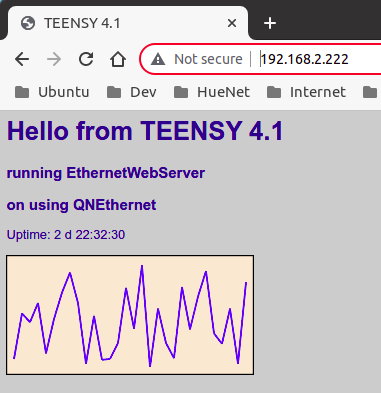 TEENSY 4.1
Not secure 192.168.2.222
Ubuntu Dev HueNet Internet
Hello from TEENSY 4.1
running EthernetWebServer
on using QNEthernet
Uptime: 2 d 22:32:30